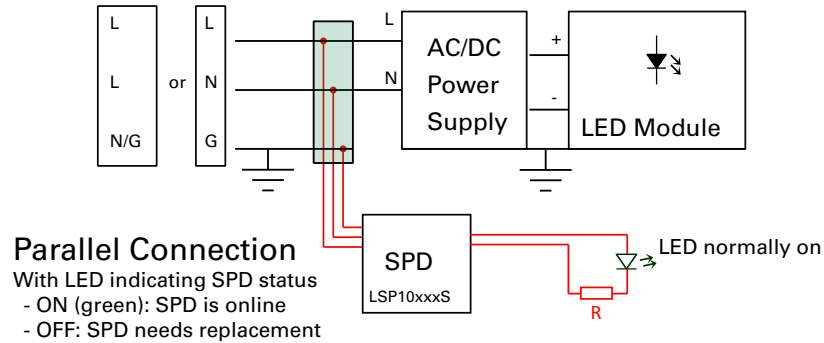 L
L
N/G
or
L
N
G
L
N
AC/DC
Power
Supply
+
-
LED Module
Parallel Connection
With LED indicating SPD status
- ON (green): SPD is online
- OFF: SPD needs replacement
SPD
LSP10xxxS
LED normally on
R